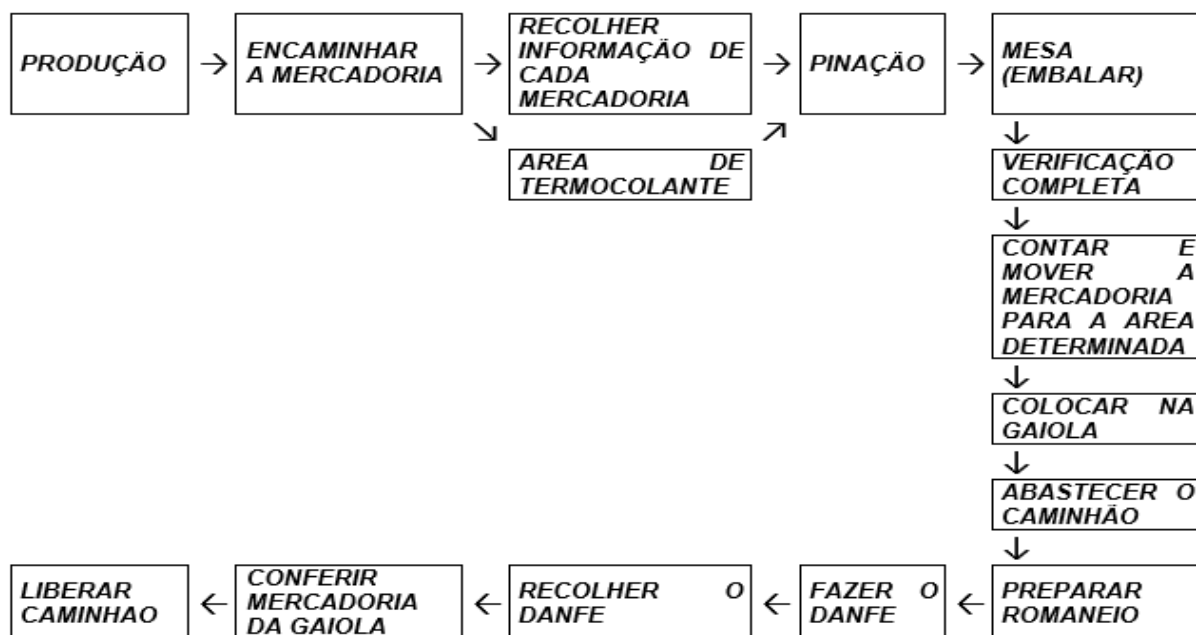 PRODUÇÃO
ENCAMINHAR
A MERCADORIA
RECOLHER
INFORMAÇÃO DE
CADA
MERCADORIA
PINAÇÃO
MESA
(EMBALAR)
AREA DE
TERMOCOLANTE
VERIFICAÇÃO
COMPLETA
CONTAR E
MOVER A
MERCADORIA
PARA A AREA
DETERMINADA
COLOCAR NA
GAIOLA
ABASTECER O
CAMINHÃO
PREPARAR
ROMANEIO
FAZER O
DANFE
RECOLHER O
DANFE
CONFERIR
MERCADORIA
DA GAIOLA
LIBERAR
CAMINHAO